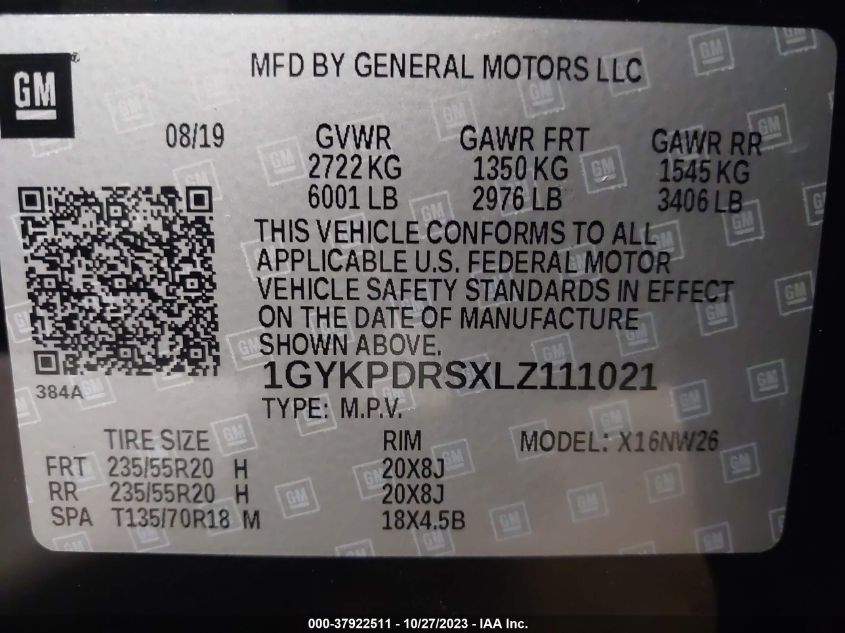 GM
MFD BY GENERAL MOTORS LLC
08/19 GVWR GAWR FRT GAWR RR
2722 KG 1350 KG 1545 KG
6001 LB 2976 LB 3406 LB
THIS VEHICLE CONFORMS TO ALL
APPLICABLE U.S. FEDERAL MOTOR
VEHICLE SAFETY STANDARDS IN EFFECT
ON THE DATE OF MANUFACTURE
SHOWN ABOVE.
384A
1GYKPDRSXLZ111021
TYPE: M.P.V.
TIRE SIZE RIM MODEL: X16NW26
FRT 235/55R20 H 20X8J
RR 235/55R20 H 20X8J
SPA T135/70R18 M 18X4.5B
000-37922511 - 10/27/2023 - IAAI Inc.